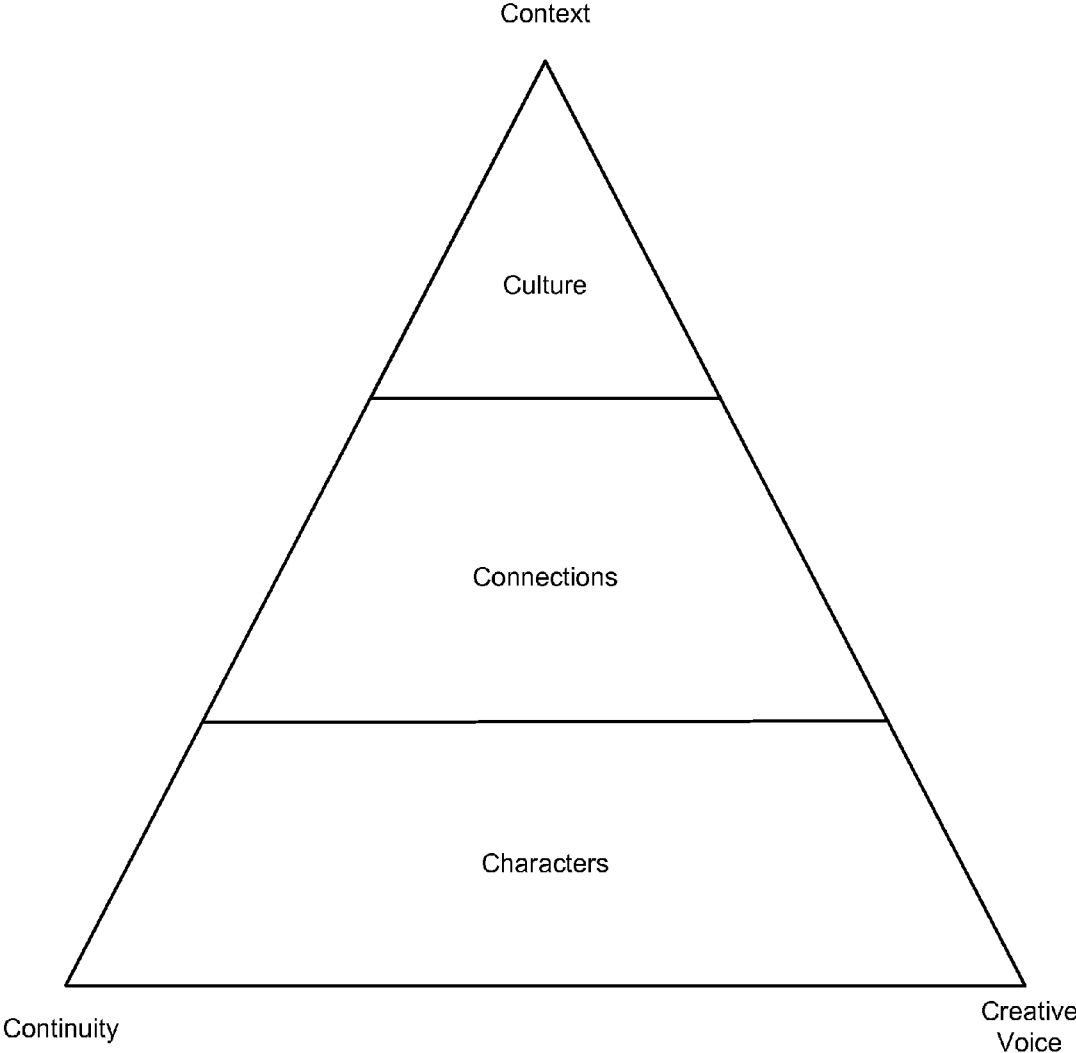 Context
Culture
Connections
Characters
Continuity
Creative
Voice